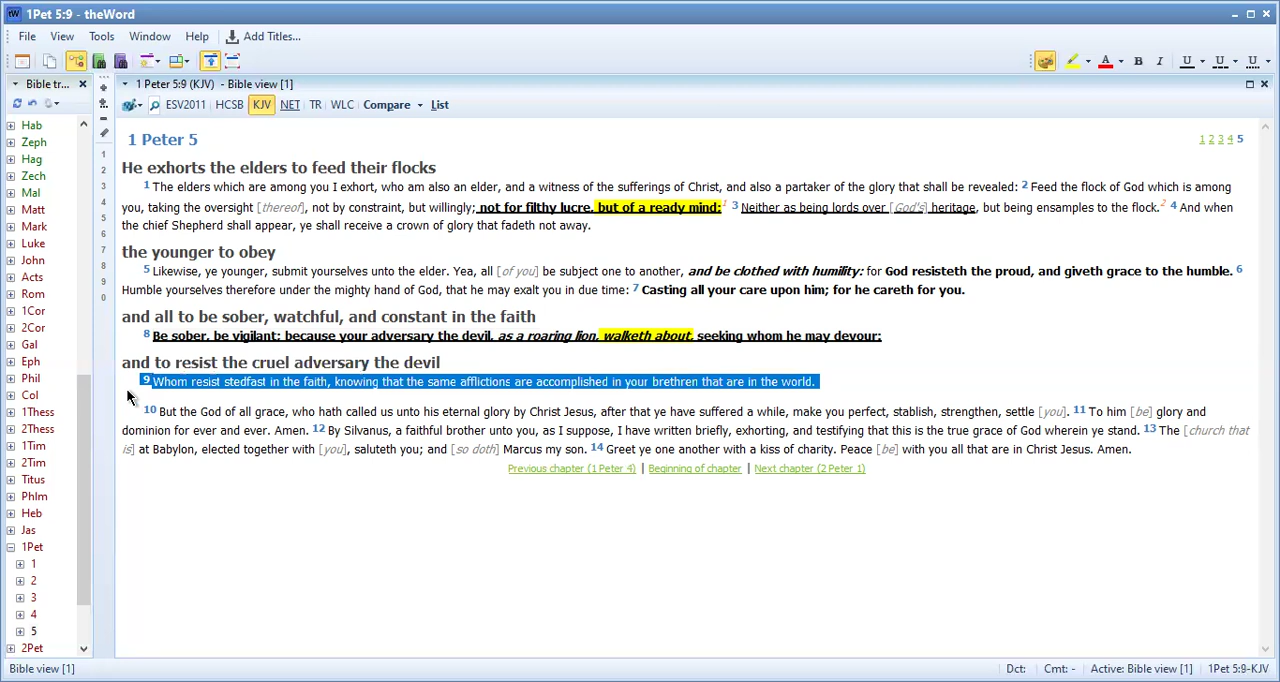 1Pet 5:9 - theWord
File View Tools Window Help Add Titles...
A B I U U U
Bible tr... 1 Peter 5:9 (KJV) - Bible view [1]
ESV2011 HCSB KJV NET TR WLC Compare List
Hab
Zeph
Hag
Zech
Mal
Matt
Mark
Luke
John
Acts
Rom
1Cor
2Cor
Gal
Eph
Phil
Col
1Thess
2Thess
1Tim
2Tim
Titus
Phlm
Heb
Jas
1Pet
1
2
3
4
5
2Pet
1
2
3
4
5
6
7
8
9
0
1 Peter 5 1 2 3 4 5
He exhorts the elders to feed their flocks
1 The elders which are among you I exhort, who am also an elder, and a witness of the sufferings of Christ, and also a partaker of the glory that shall be revealed: 2 Feed the flock of God which is among
you, taking the oversight [thereof], not by constraint, but willingly; not for filthy lucre, but of a ready mind; 1 3 Neither as being lords over [God's] heritage, but being ensamples to the flock. 2 4 And when
the chief Shepherd shall appear, ye shall receive a crown of glory that fadeth not away.
the younger to obey
5 Likewise, ye younger, submit yourselves unto the elder. Yea, all [of you] be subject one to another, and be clothed with humility: for God resisteth the proud, and giveth grace to the humble. 6
Humble yourselves therefore under the mighty hand of God, that he may exalt you in due time: 7 Casting all your care upon him; for he careth for you.
and all to be sober, watchful, and constant in the faith
8 Be sober, be vigilant; because your adversary the devil, as a roaring lion, walketh about, seeking whom he may devour:
and to resist the cruel adversary the devil
9 Whom resist stedfast in the faith, knowing that the same afflictions are accomplished in your brethren that are in the world.
10 But the God of all grace, who hath called us unto his eternal glory by Christ Jesus, after that ye have suffered a while, make you perfect, stablish, strengthen, settle [you]. 11 To him [be] glory and
dominion for ever and ever. Amen. 12 By Silvanus, a faithful brother unto you, as I suppose, I have written briefly, exhorting, and testifying that this is the true grace of God wherein ye stand. 13 The [church that
is] at Babylon, elected together with [you], saluteth you; and [so doth] Marcus my son. 14 Greet ye one another with a kiss of charity. Peace [be] with you all that are in Christ Jesus. Amen.
Previous chapter (1 Peter 4) | Beginning of chapter | Next chapter (2 Peter 1)
Bible view [1] Dct: Cmt: - Active: Bible view [1] 1Pet 5:9-KJV